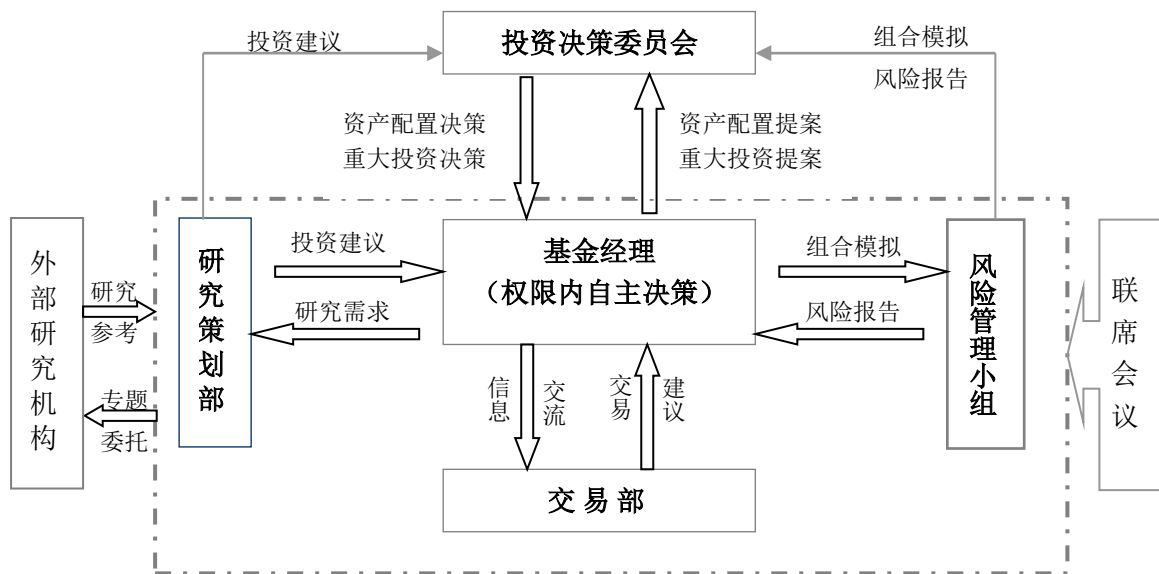 投资建议
投资决策委员会
组合模拟
风险报告
资产配置决策
重大投资决策
资产配置提案
重大投资提案
外部研究机构
研究
参考
专题
委托
研究策划部
投资建议
研究需求
基金经理
（权限内自主决策）
组合模拟
风险报告
风险管理小组
联席会议
信息
交流
交易
建议
交 易 部